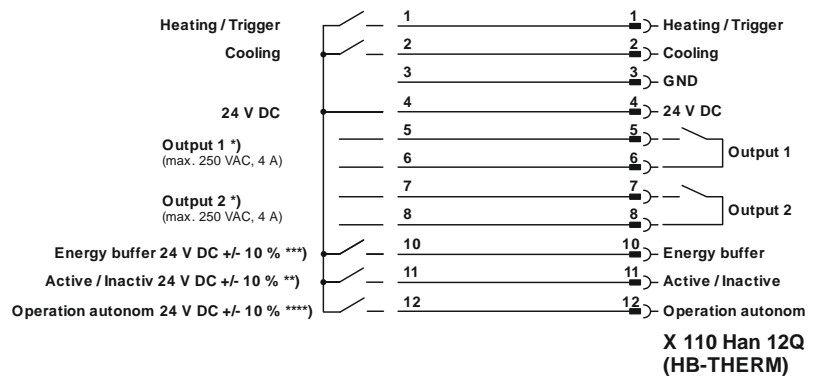 Heating / Trigger 1 1 Heating / Trigger
Cooling 2 2 Cooling
3 3 GND
24 V DC 4 4 24 V DC
Output 1 *) 5 5
(max. 250 VAC, 4 A) 6 6 Output 1
Output 2 *) 7 7
(max. 250 VAC, 4 A) 8 8 Output 2
Energy buffer 24 V DC +/- 10 % ***) 10 10 Energy buffer
Active / Inactiv 24 V DC +/- 10 % **) 11 11 Active / Inactive
Operation autonom 24 V DC +/- 10 % ****) 12 12 Operation autonom
X 110 Han 12Q
(HB-THERM)